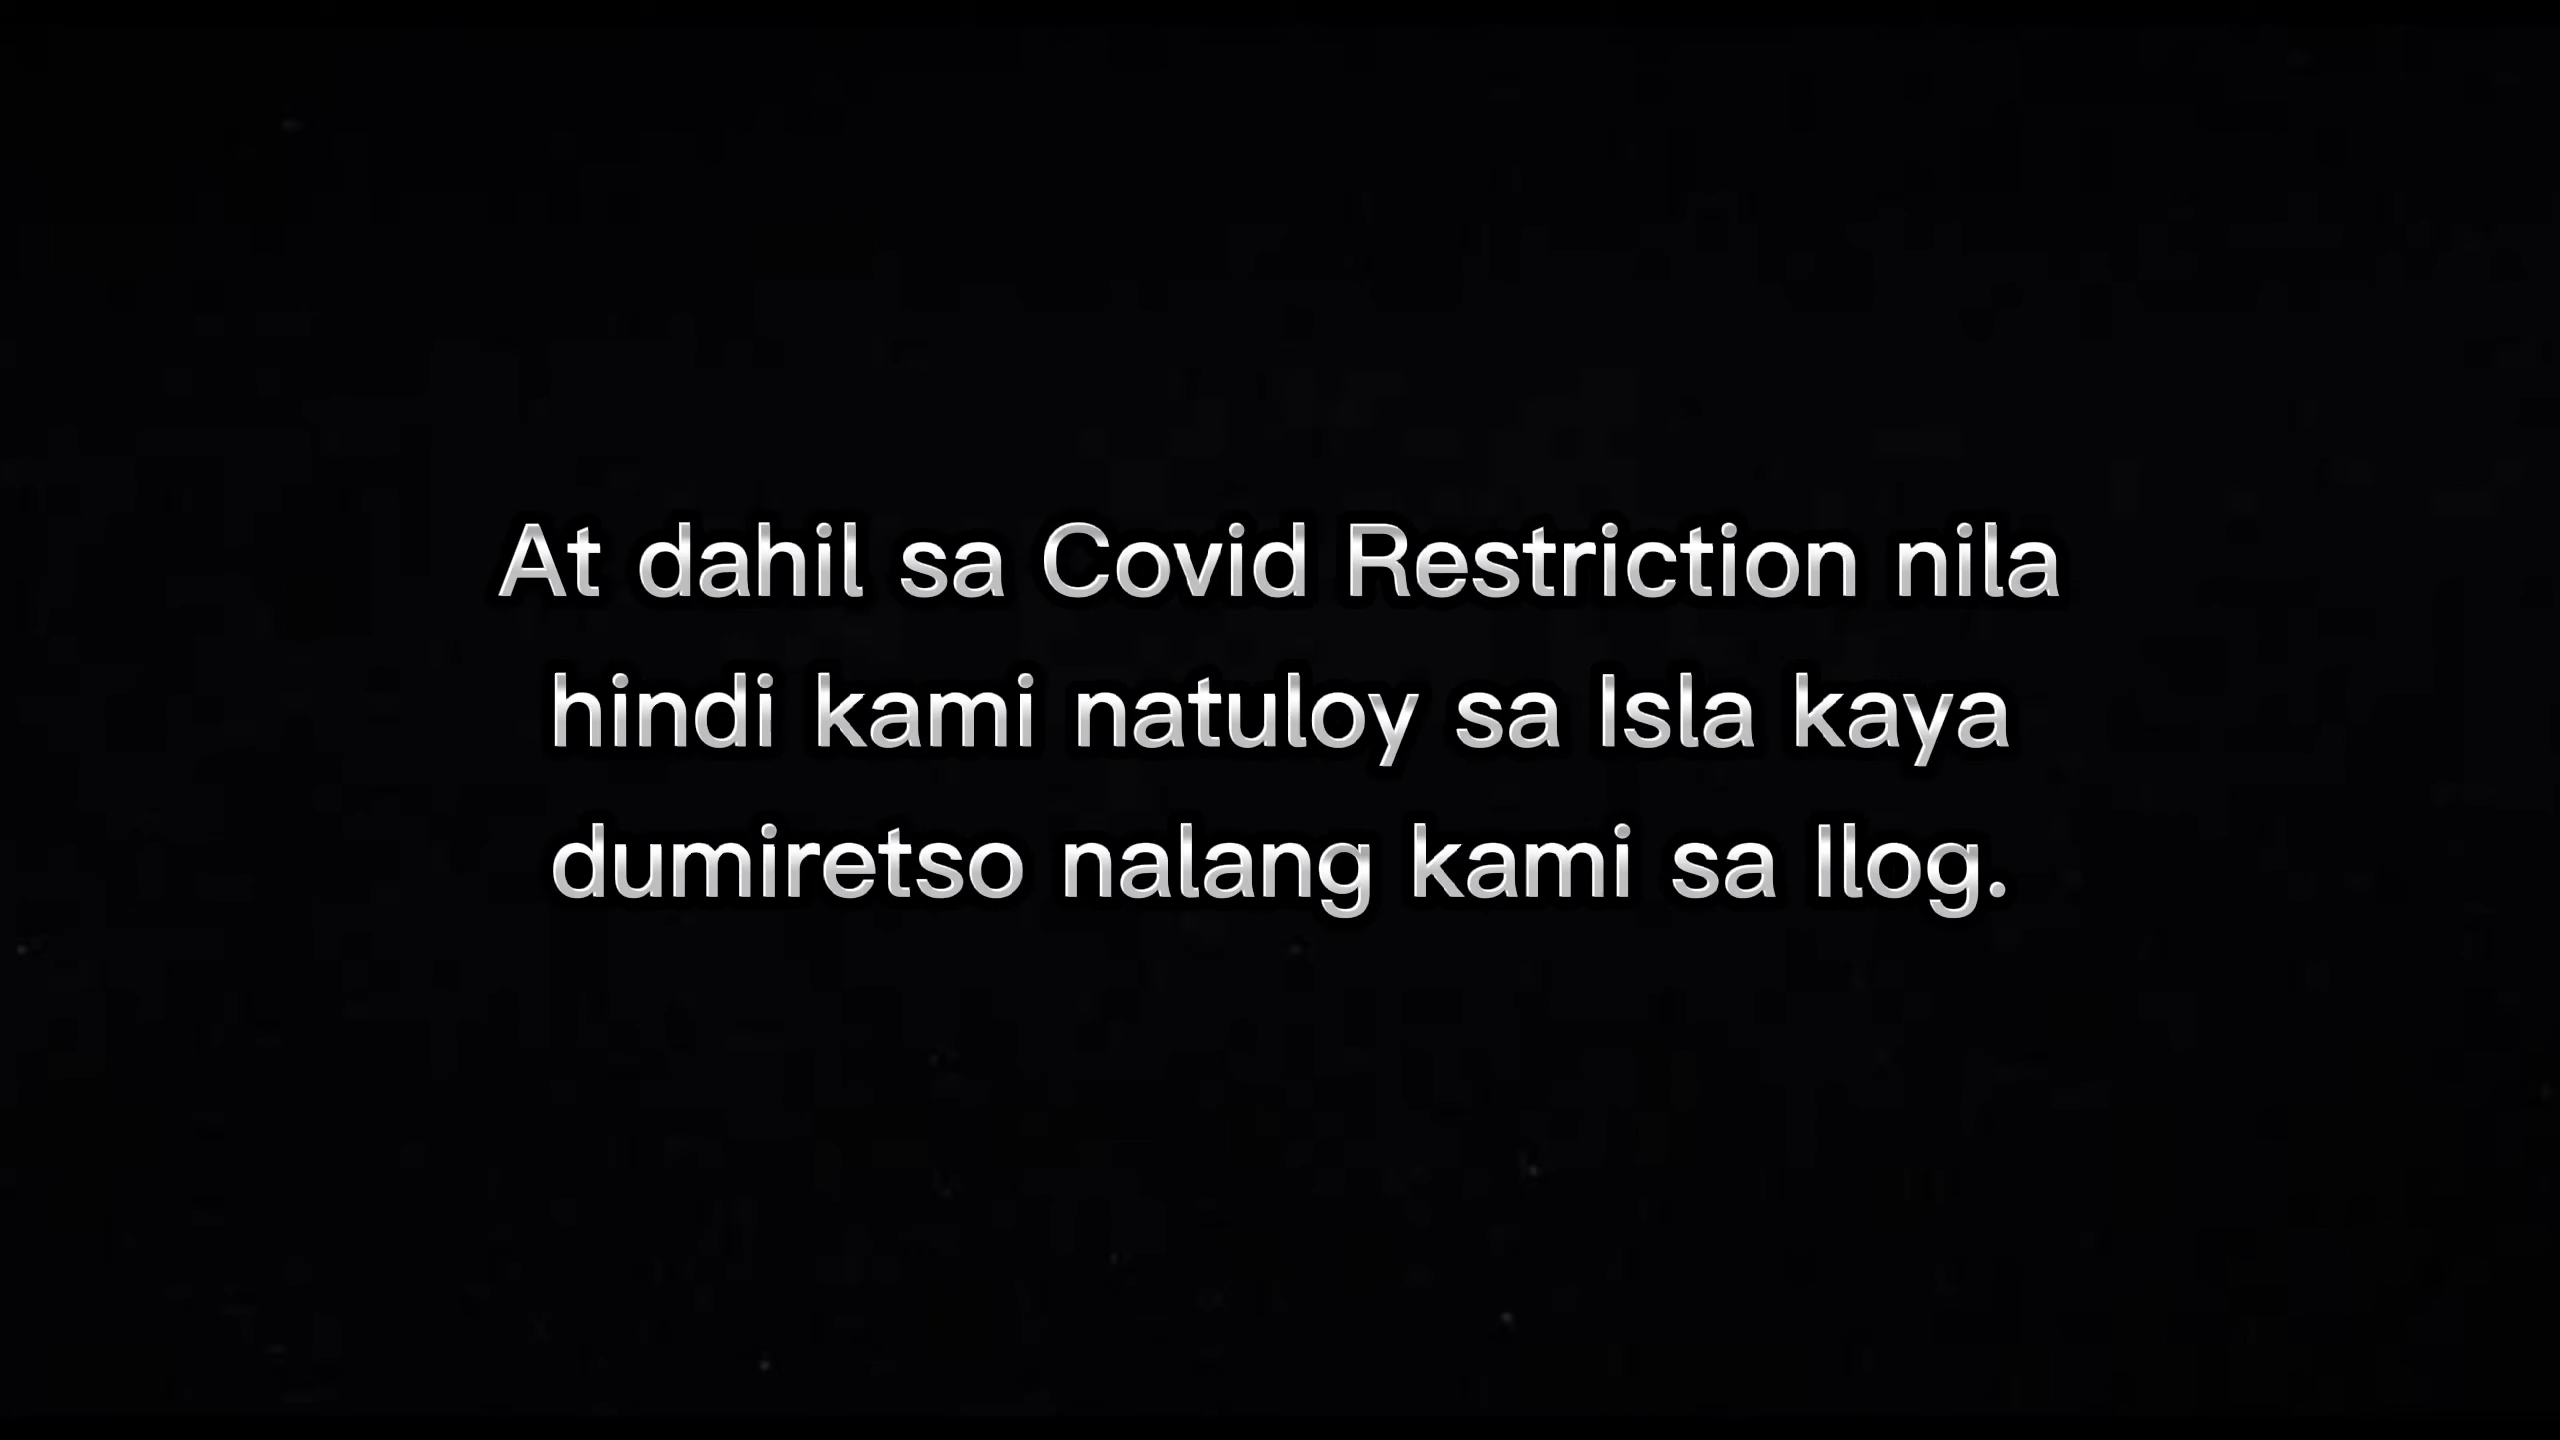 At dahil sa Covid Restriction nila
hindi kami natuloy sa Isla kaya
dumiretso nalang kami sa Ilog.